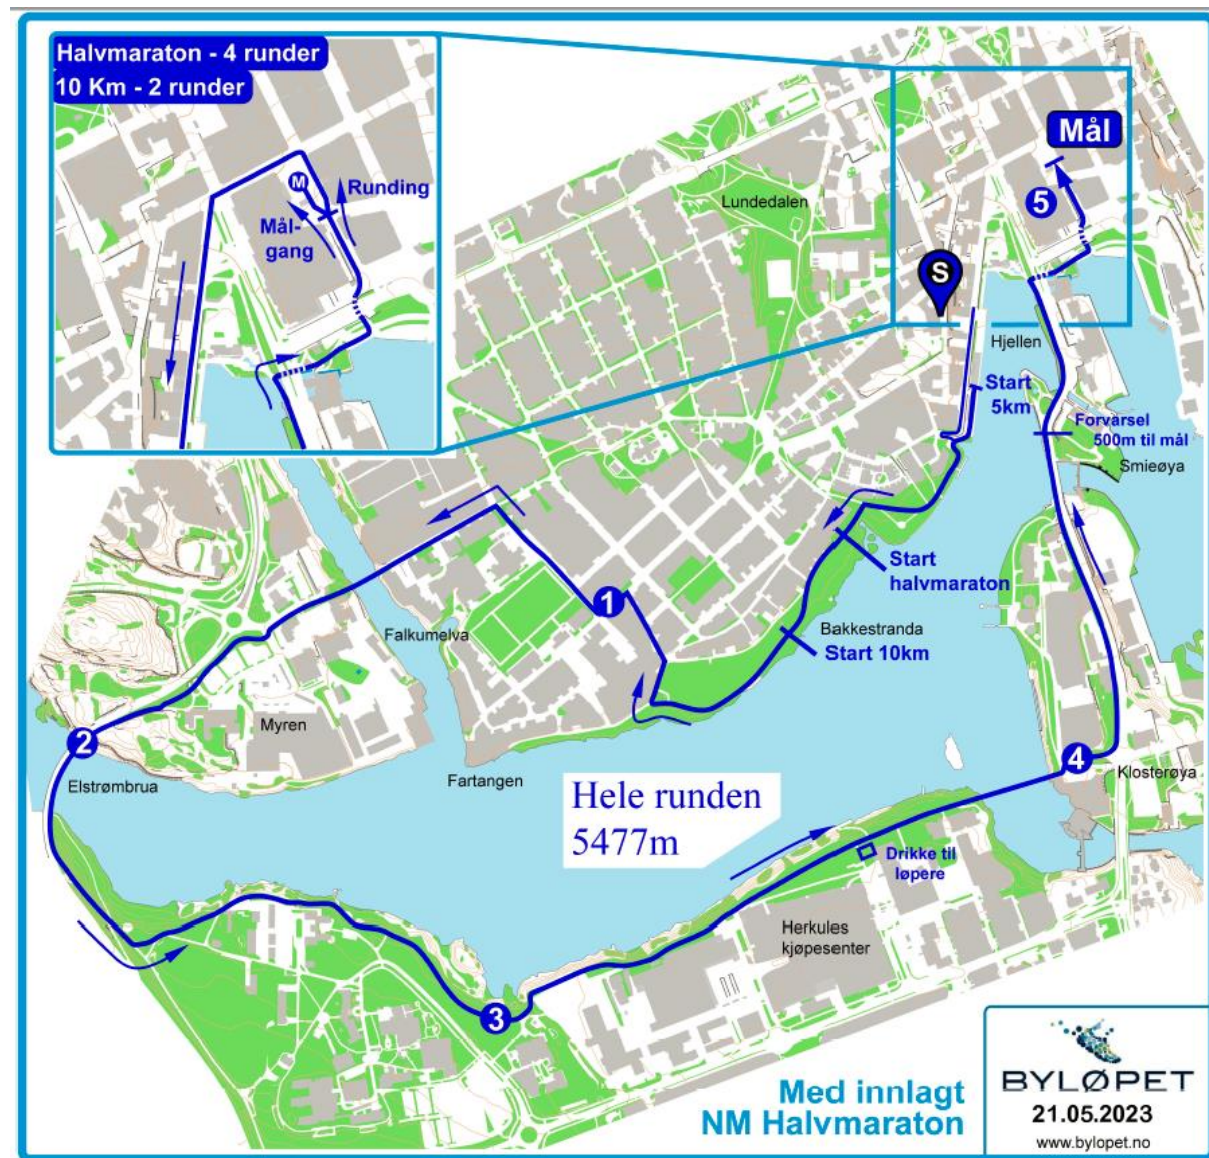 Halvmaraton - 4 runder
10 Km - 2 runder
M
Runding
Mål-
gang
Mål
5
Lundedalen
S
Hjellen
Start
5km
Forvarsel
500m til mål
Smieøya
Start
halvmaraton
1
Bakkestranda
Start 10km
Falkumelva
Myren
2
Elstrømbrua
Fartangen
4
Klosterøya
Hele runden
5477m
Drikke til
løpere
Herkules
kjøpesenter
3
Med innlagt
NM Halvmaraton
BYLØPET
21.05.2023
www.bylopet.no